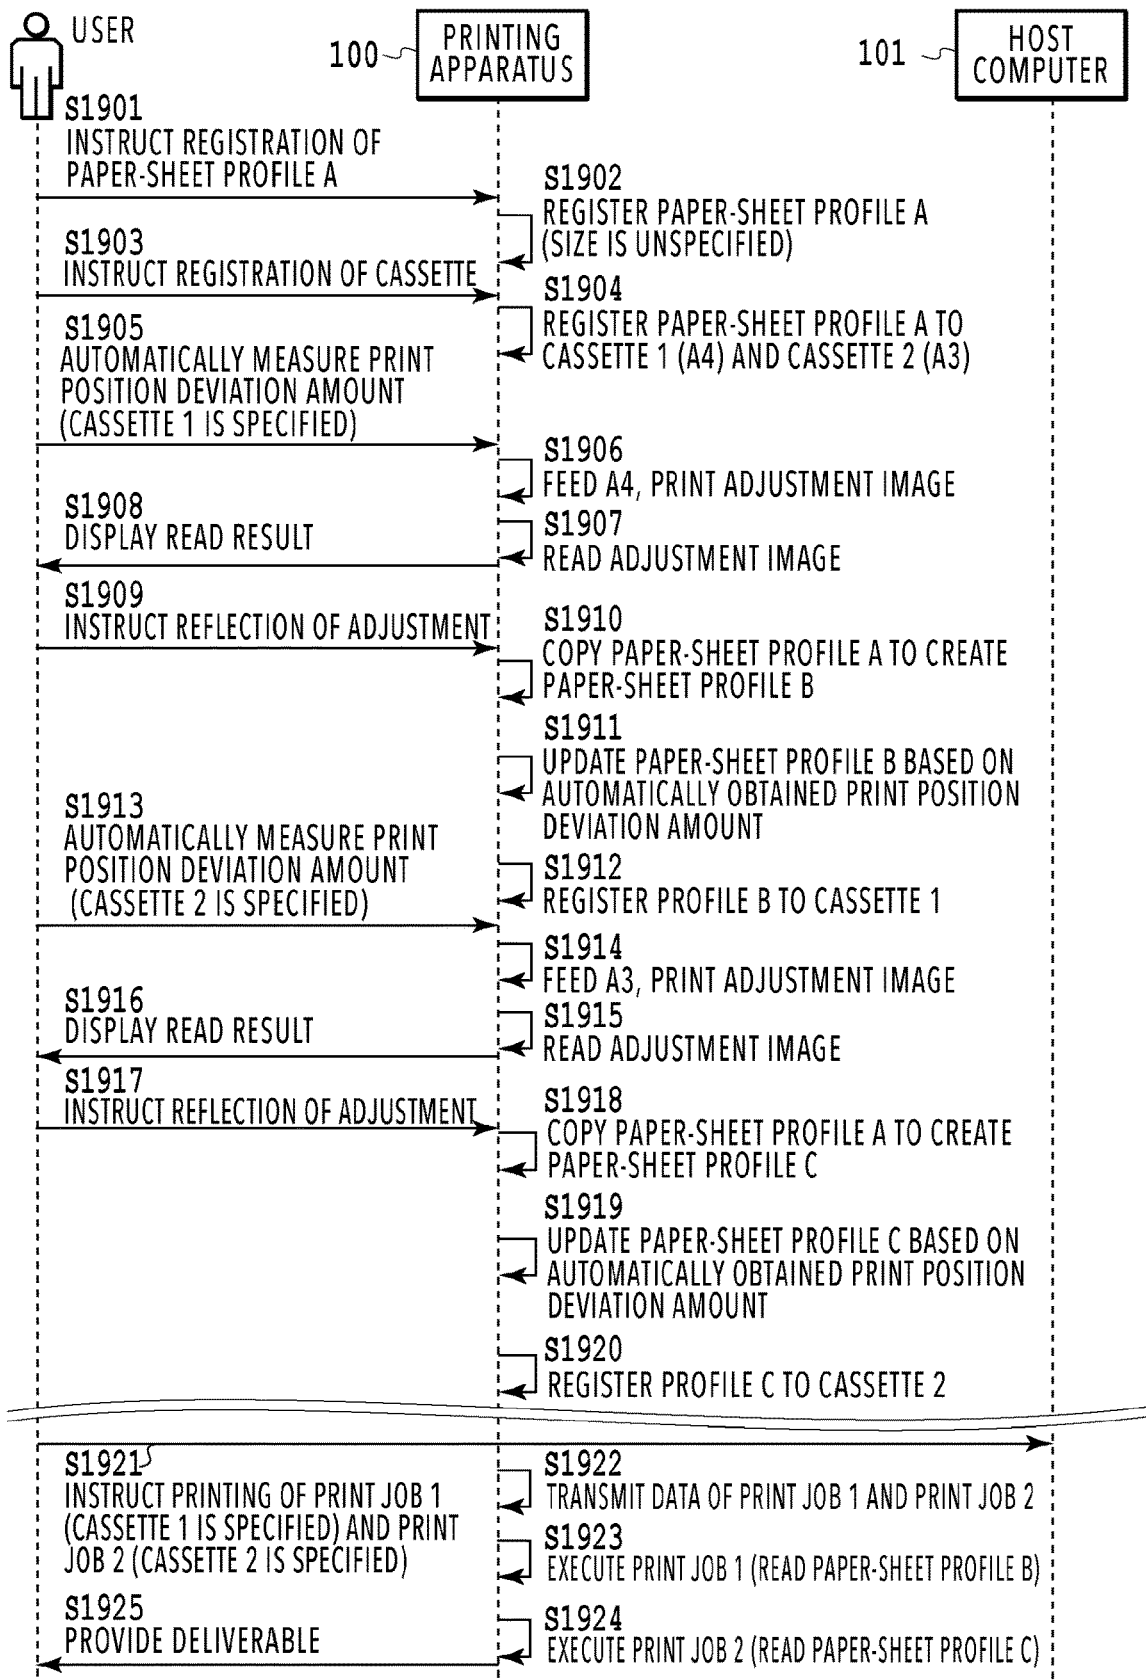 USER
100
PRINTING
APPARATUS
101
HOST
COMPUTER
S1901
INSTRUCT REGISTRATION OF
PAPER-SHEET PROFILE A
S1902
REGISTER PAPER-SHEET PROFILE A
(SIZE IS UNSPECIFIED)
S1903
INSTRUCT REGISTRATION OF CASSETTE
S1904
REGISTER PAPER-SHEET PROFILE A TO
CASSETTE 1 (A4) AND CASSETTE 2 (A3)
S1905
AUTOMATICALLY MEASURE PRINT
POSITION DEVIATION AMOUNT
(CASSETTE 1 IS SPECIFIED)
S1906
FEED A4, PRINT ADJUSTMENT IMAGE
S1907
READ ADJUSTMENT IMAGE
S1908
DISPLAY READ RESULT
S1909
INSTRUCT REFLECTION OF ADJUSTMENT
S1910
COPY PAPER-SHEET PROFILE A TO CREATE
PAPER-SHEET PROFILE B
S1911
UPDATE PAPER-SHEET PROFILE B BASED ON
AUTOMATICALLY OBTAINED PRINT POSITION
DEVIATION AMOUNT
S1912
REGISTER PROFILE B TO CASSETTE 1
S1913
AUTOMATICALLY MEASURE PRINT
POSITION DEVIATION AMOUNT
(CASSETTE 2 IS SPECIFIED)
S1914
FEED A3, PRINT ADJUSTMENT IMAGE
S1915
READ ADJUSTMENT IMAGE
S1916
DISPLAY READ RESULT
S1917
INSTRUCT REFLECTION OF ADJUSTMENT
S1918
COPY PAPER-SHEET PROFILE A TO CREATE
PAPER-SHEET PROFILE C
S1919
UPDATE PAPER-SHEET PROFILE C BASED ON
AUTOMATICALLY OBTAINED PRINT POSITION
DEVIATION AMOUNT
S1920
REGISTER PROFILE C TO CASSETTE 2
S1921
INSTRUCT PRINTING OF PRINT JOB 1
(CASSETTE 1 IS SPECIFIED) AND PRINT
JOB 2 (CASSETTE 2 IS SPECIFIED)
S1922
TRANSMIT DATA OF PRINT JOB 1 AND PRINT JOB 2
S1923
EXECUTE PRINT JOB 1 (READ PAPER-SHEET PROFILE B)
S1924
EXECUTE PRINT JOB 2 (READ PAPER-SHEET PROFILE C)
S1925
PROVIDE DELIVERABLE